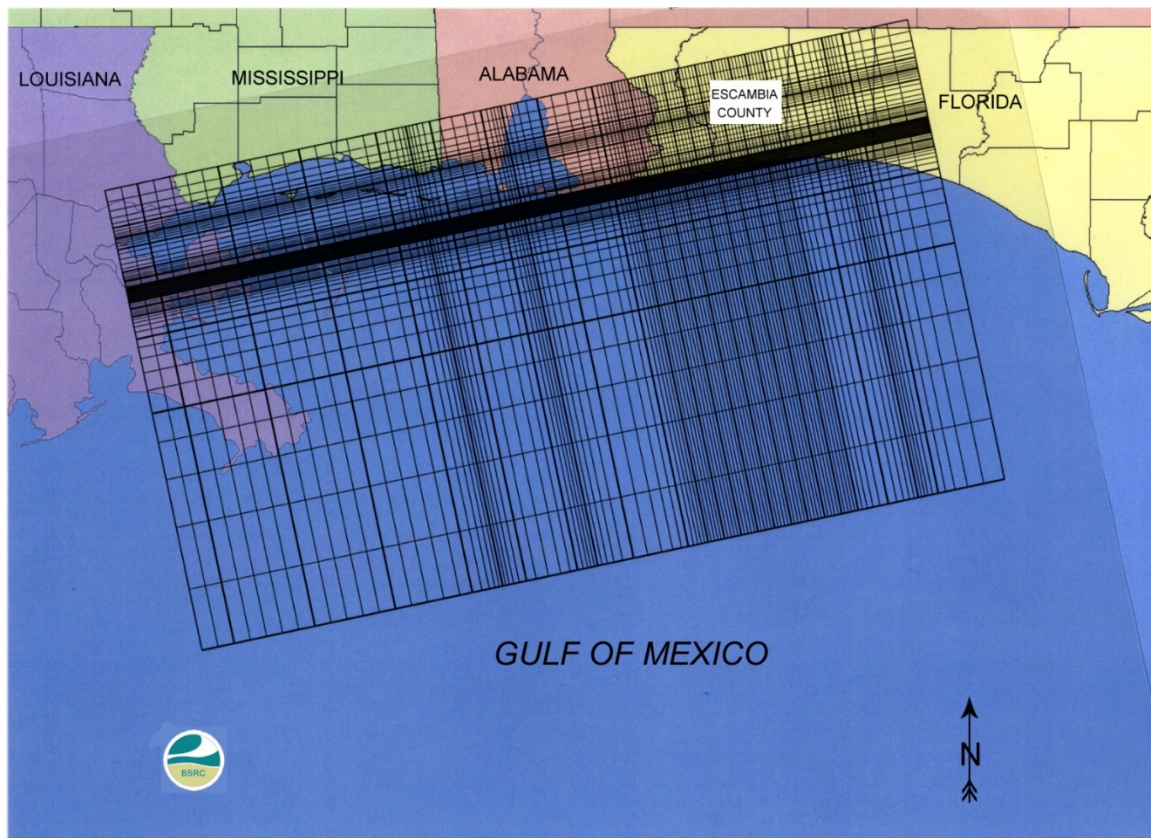 LOUISIANA
MISSISSIPPI
ALABAMA
ESCAMBIA
COUNTY
FLORIDA
GULF OF MEXICO
BSRC
N